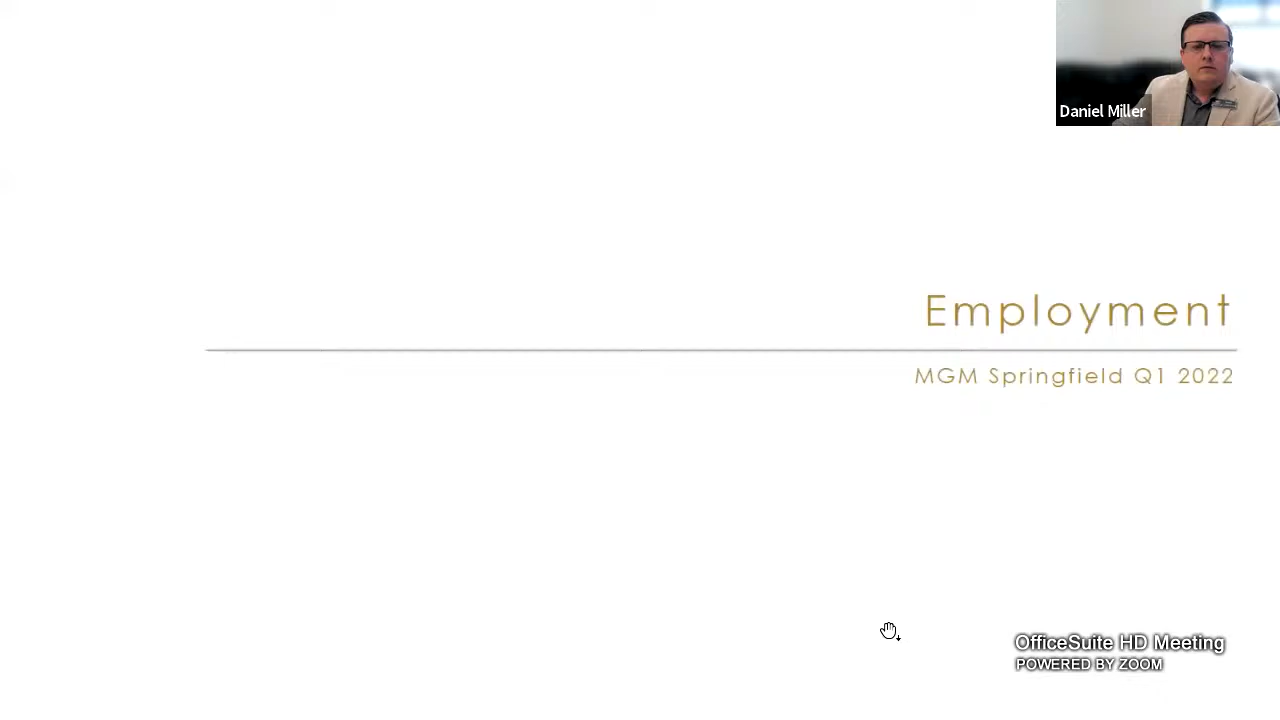 Daniel Miller
Employment
MGM Springfield Q1 2022
OfficeSuite HD Meeting
POWERED BY ZOOM